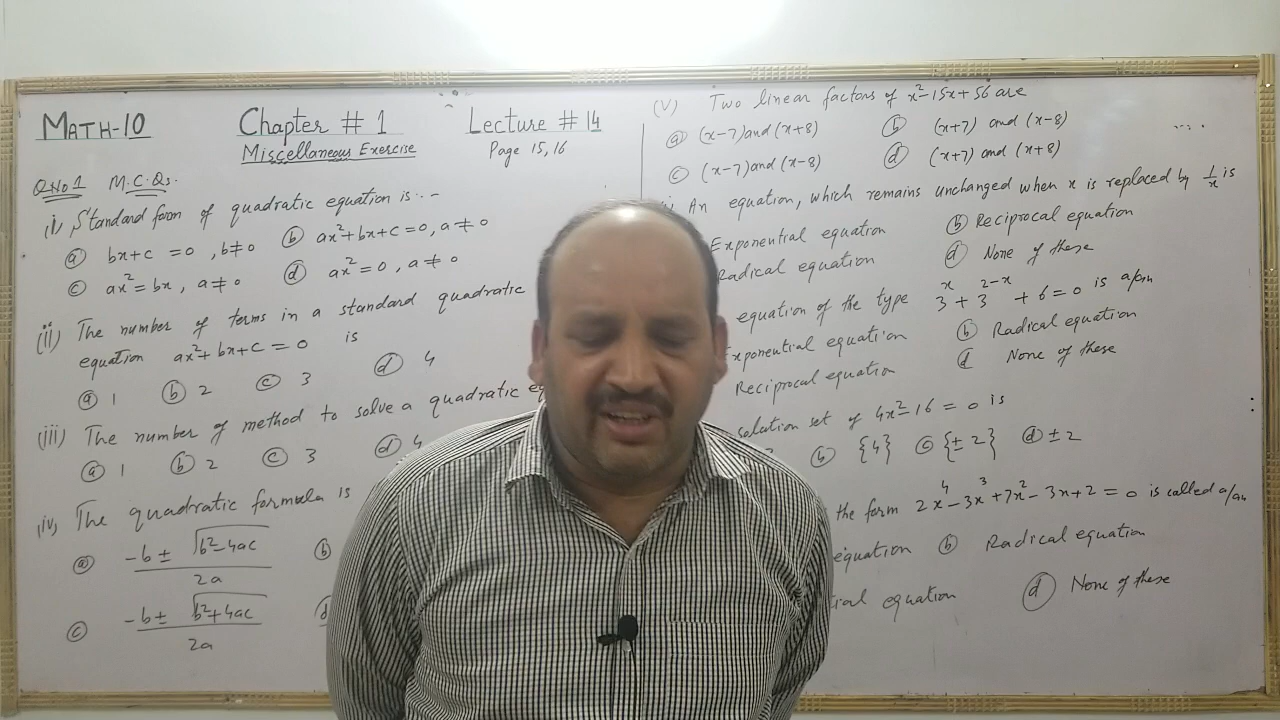 MATH-10
Chapter # 1
Lecture # 14
Miscellaneous Exercise
Page 15, 16
Q.No1 M.C.Qs.
(i) Standard form of quadratic equation is :-
(a) bx+c = 0, b≠0 (b) ax²+bx+c=0, a≠0
(c) ax²=bx, a≠0 (d) ax²=0, a≠0
(ii) The number of terms in a standard quadratic
equation ax²+bx+c=0 is
(a) 1 (b) 2 (c) 3 (d) 4
(iii) The number of method to solve a quadratic
(a) 1 (b) 2 (c) 3 (d) 4
(iv) The quadratic formula is
(a) -b ± √b²-4ac / 2a (b)
(c) -b ± √b²+4ac / 2a
(V) Two linear factors of x²-15x+56 are
(a) (x-7) and (x+8) (b) (x+7) and (x-8)
(c) (x-7) and (x-8) (d) (x+7) and (x+8)
An equation, which remains unchanged when x is replaced by 1/x is
Exponential equation (b) Reciprocal equation
Radical equation (d) None of these
equation of the type 3^x + 3^(2-x) + 6 = 0 is a/an
Exponential equation (b) Radical equation
Reciprocal equation (d) None of these
solution set of 4x²-16=0 is
(b) {4} (c) {±2} (d) ±2
the form 2x⁴-3x³+7x²-3x+2=0 is called a/an
equation (b) Radical equation
equation (d) None of these